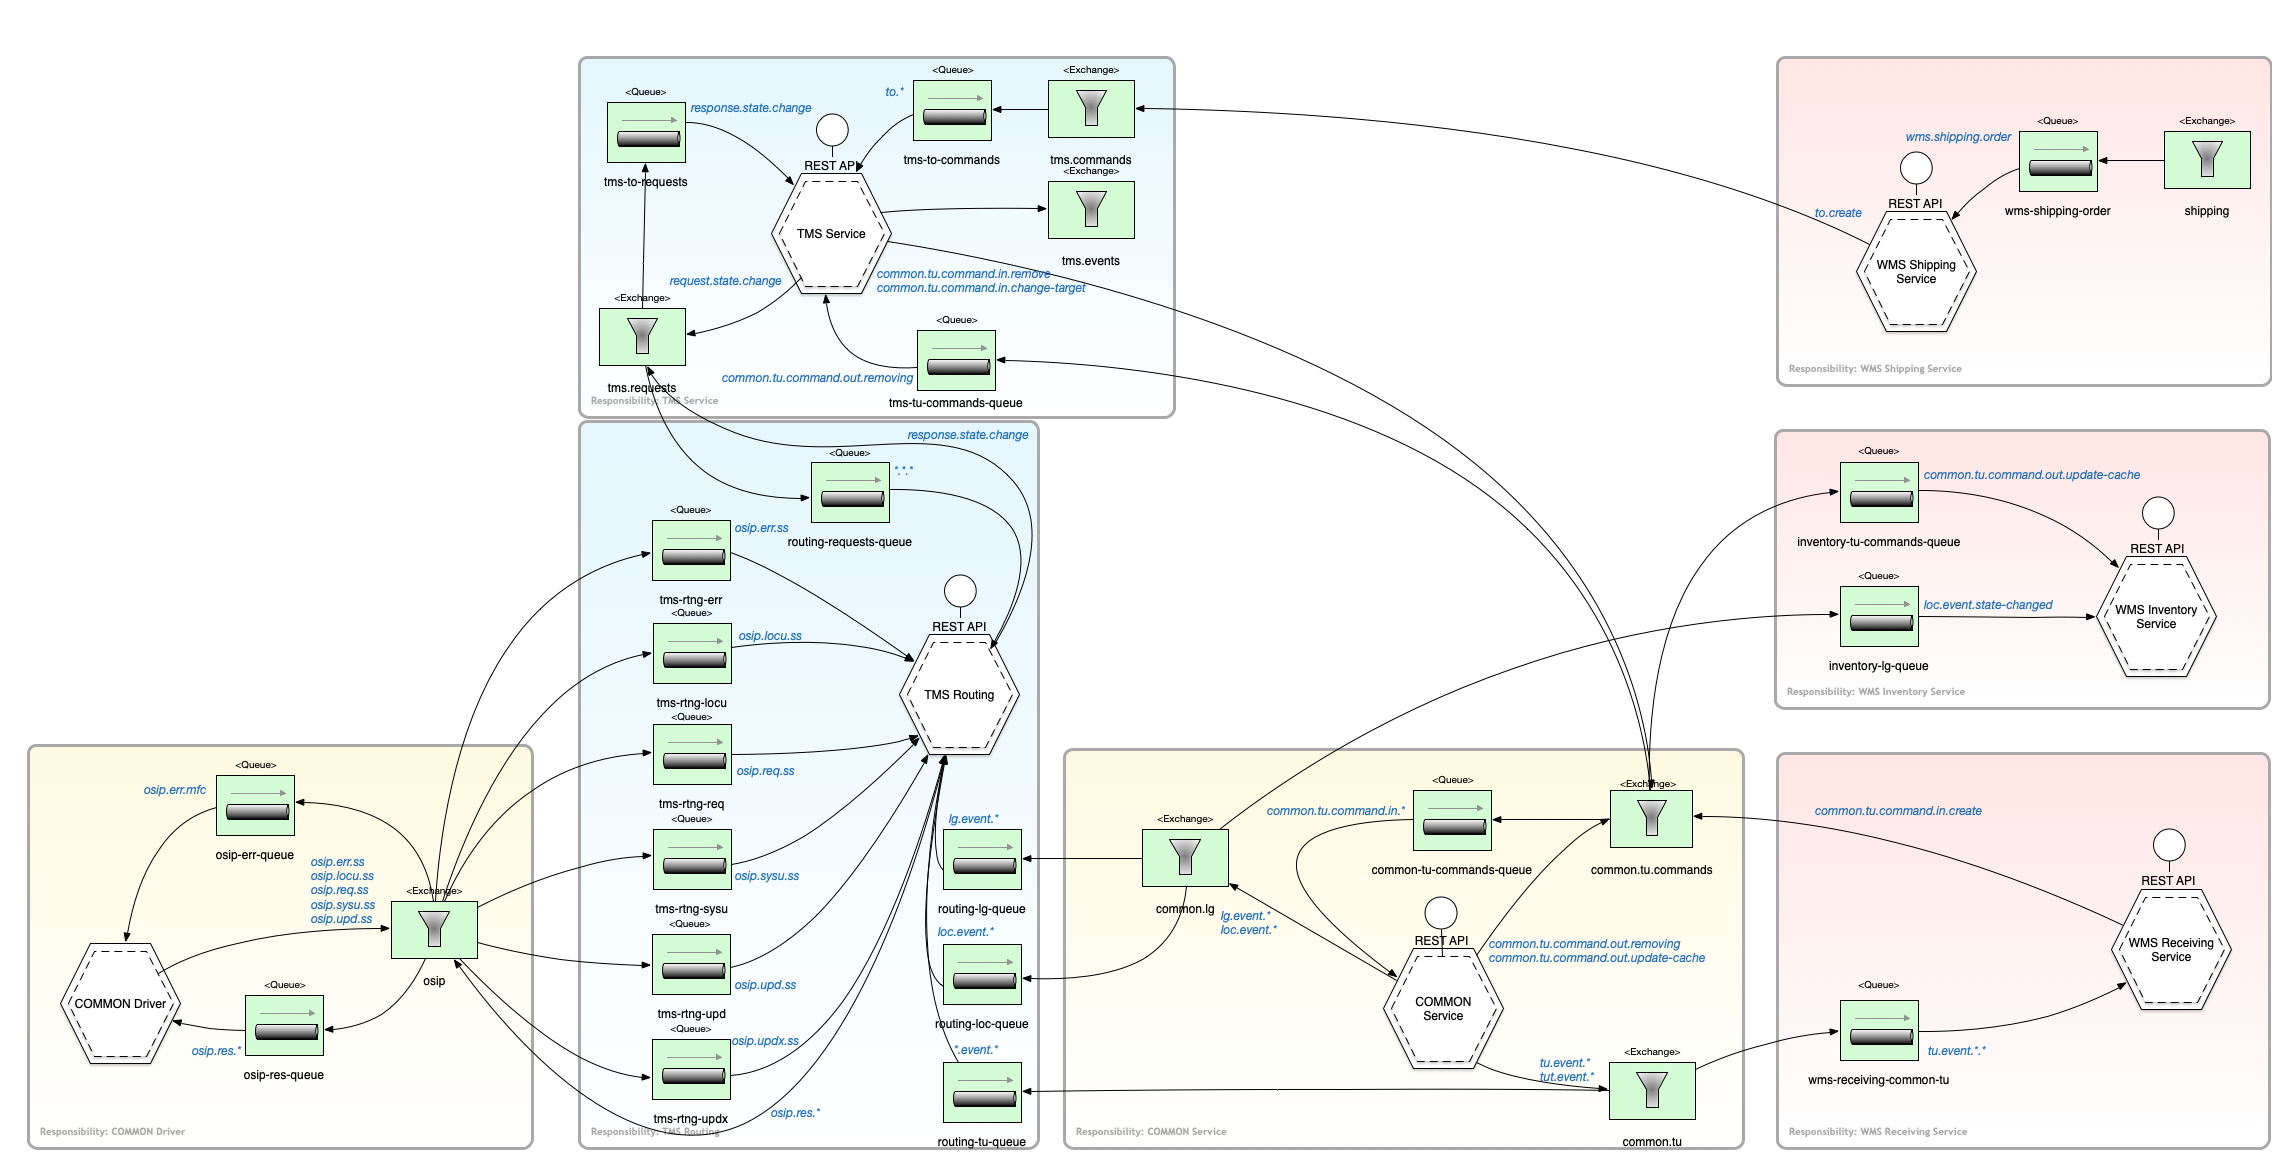 <Queue>
response.state.change
tms-to-requests
<Queue>
to.*
tms-to-commands
<Exchange>
tms.commands
<Exchange>
tms.events
REST API
TMS Service
request.state.change
<Exchange>
tms.requests
common.tu.command.in.remove
common.tu.command.in.change-target
<Queue>
common.tu.command.out.removing
tms-tu-commands-queue
Responsibility: TMS Service
<Queue>
wms.shipping.order
wms-shipping-order
<Exchange>
shipping
REST API
to.create
WMS Shipping
Service
Responsibility: WMS Shipping Service
response.state.change
<Queue>
*.*.*
routing-requests-queue
<Queue>
osip.err.ss
tms-rtng-err
<Queue>
osip.locu.ss
tms-rtng-locu
<Queue>
osip.req.ss
tms-rtng-req
<Queue>
osip.sysu.ss
tms-rtng-sysu
<Queue>
osip.upd.ss
tms-rtng-upd
<Queue>
osip.updx.ss
tms-rtng-updx
osip.res.*
REST API
TMS Routing
lg.event.*
routing-lg-queue
loc.event.*
routing-loc-queue
*.event.*
routing-tu-queue
Responsibility: TMS Routing
<Queue>
common.tu.command.out.update-cache
inventory-tu-commands-queue
<Queue>
loc.event.state-changed
inventory-lg-queue
REST API
WMS Inventory
Service
Responsibility: WMS Inventory Service
<Queue>
osip.err.mfc
osip-err-queue
osip.err.ss
osip.locu.ss
osip.req.ss
osip.sysu.ss
osip.upd.ss
<Exchange>
osip
COMMON Driver
<Queue>
osip.res.*
osip-res-queue
Responsibility: COMMON Driver
<Exchange>
common.lg
<Queue>
common.tu.command.in.*
common-tu-commands-queue
<Exchange>
common.tu.commands
lg.event.*
loc.event.*
REST API
COMMON
Service
common.tu.command.out.removing
common.tu.command.out.update-cache
tu.event.*
tut.event.*
<Exchange>
common.tu
Responsibility: COMMON Service
common.tu.command.in.create
REST API
WMS Receiving
Service
<Queue>
tu.event.*.*
wms-receiving-common-tu
Responsibility: WMS Receiving Service